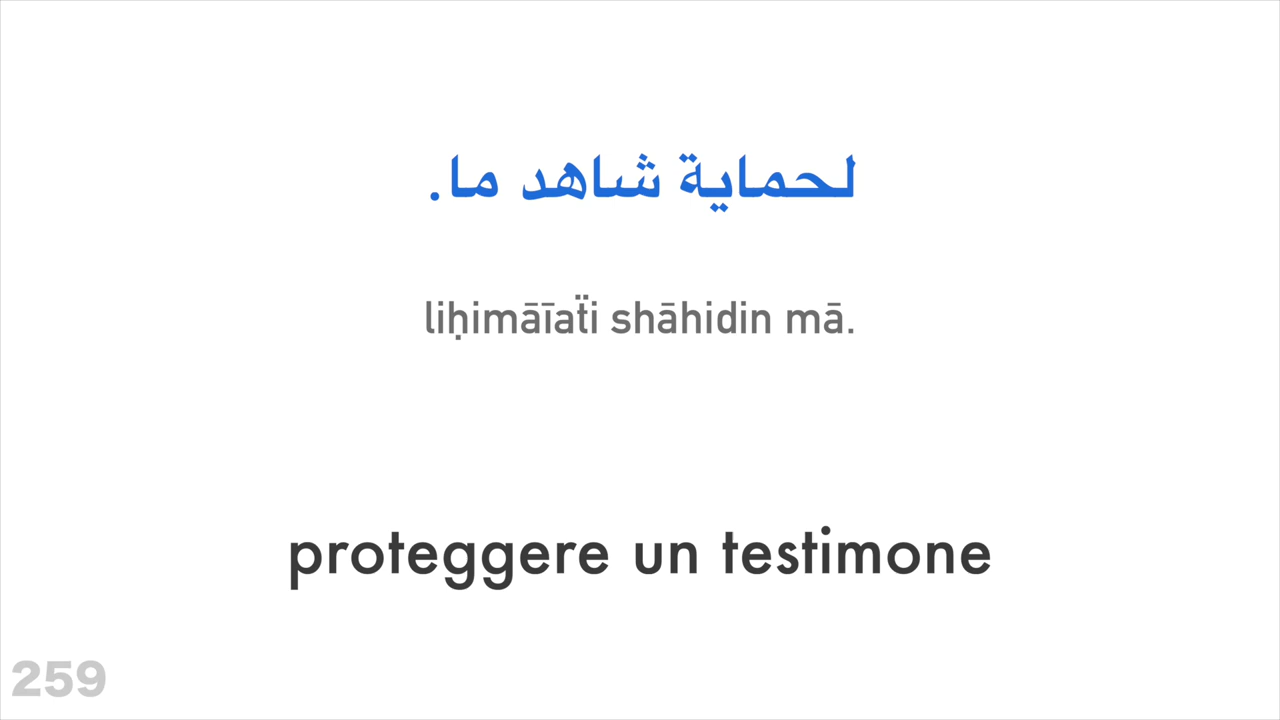 لحماية شاهد ما.
liḥimāīaẗi shāhidin mā.
proteggere un testimone
259